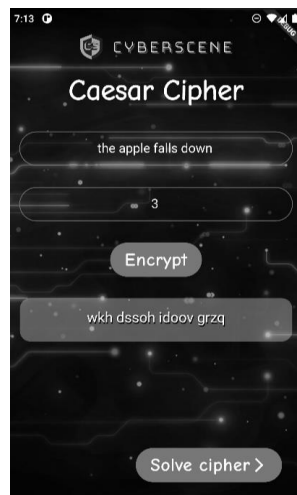 7:13
CYBERSCENE
Caesar Cipher
the apple falls down
3
Encrypt
wkh dssoh idoov grzq
Solve cipher >